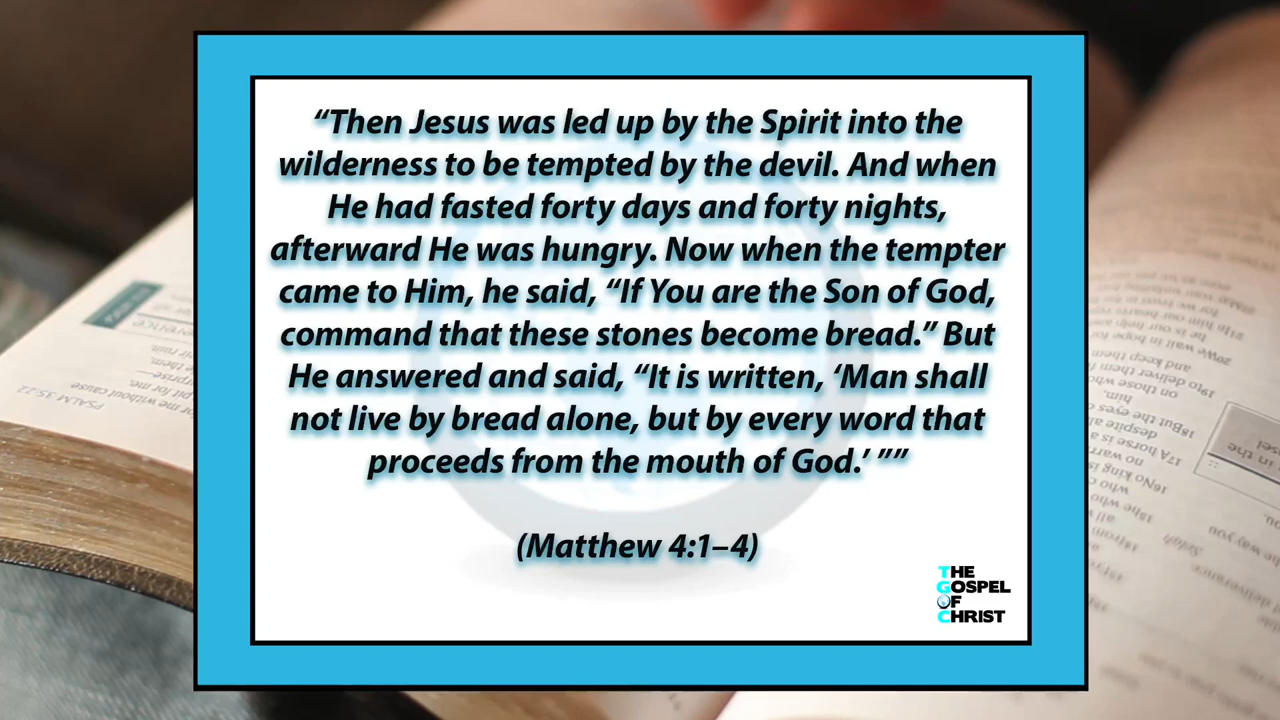 “Then Jesus was led up by the Spirit into the
wilderness to be tempted by the devil. And when
He had fasted forty days and forty nights,
afterward He was hungry. Now when the tempter
came to Him, he said, “If You are the Son of God,
command that these stones become bread.” But
He answered and said, “It is written, ‘Man shall
not live by bread alone, but by every word that
proceeds from the mouth of God.’ ””
(Matthew 4:1–4)
THE
GOSPEL
OF
CHRIST
PSALM 35:22